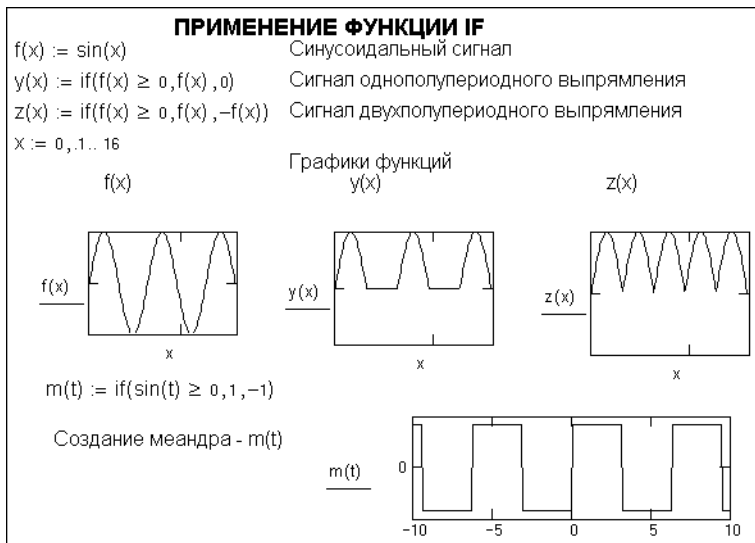 ПРИМЕНЕНИЕ ФУНКЦИИ IF
f(x) := sin(x) Синусоидальный сигнал
y(x) := if(f(x) ≥ 0,f(x) ,0) Сигнал однополупериодного выпрямления
z(x) := if(f(x) ≥ 0,f(x) ,−f(x)) Сигнал двухполупериодного выпрямления
x := 0,.1.. 16
Графики функций
f(x) y(x) z(x)
f(x) y(x) z(x)
x x x
m(t) := if(sin(t) ≥ 0,1,−1)
Создание меандра - m(t)
0
m(t)
−10 −5 0 5 10